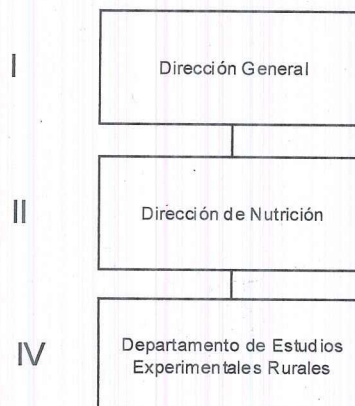 I
Dirección General
II
Dirección de Nutrición
IV
Departamento de Estudios
Experimentales Rurales